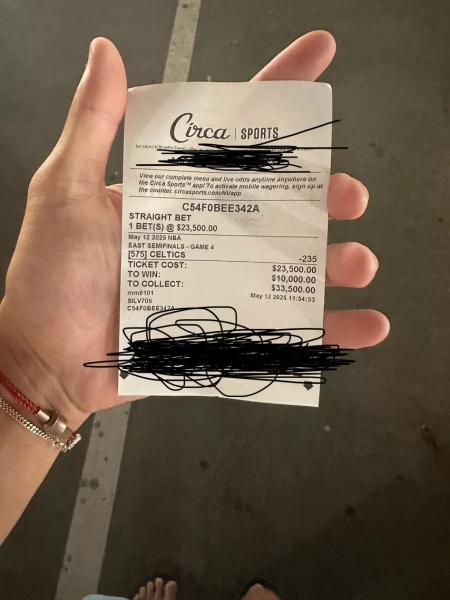 Circa | SPORTS
View our complete menu and live odds anytime anywhere on
the Circa Sports™ app! To activate mobile wagering, sign up at
the counter. circasports.com/NVapp
C54F0BEE342A
STRAIGHT BET
1 BET(S) @ $23,500.00
May 12 2025 NBA
EAST SEMIFINALS - GAME 4
[575] CELTICS -235
TICKET COST: $23,500.00
TO WIN: $10,000.00
TO COLLECT: $33,500.00
mm9101 May 12 2025 11:54:33
SILV705
C54F0BEE342A